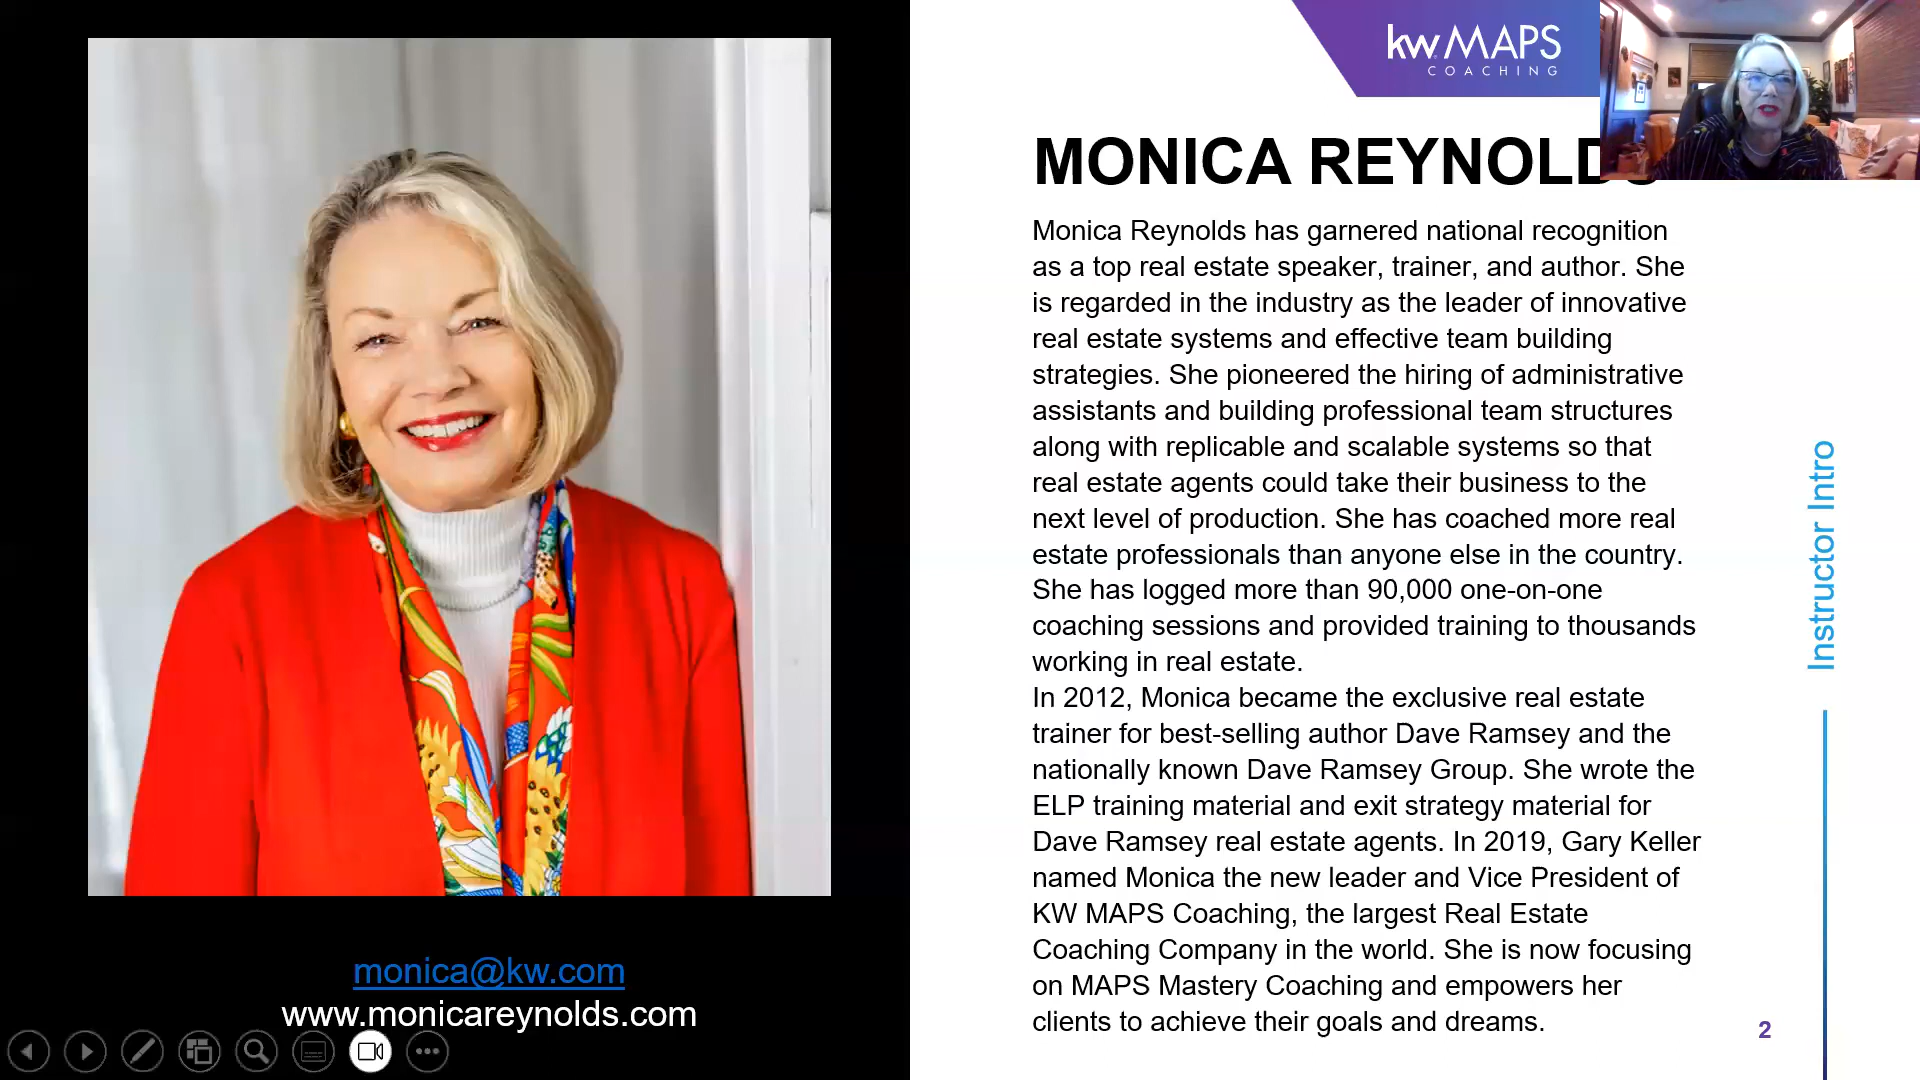 kw MAPS
COACHING
MONICA REYNOLDS
Monica Reynolds has garnered national recognition
as a top real estate speaker, trainer, and author. She
is regarded in the industry as the leader of innovative
real estate systems and effective team building
strategies. She pioneered the hiring of administrative
assistants and building professional team structures
along with replicable and scalable systems so that
real estate agents could take their business to the
next level of production. She has coached more real
estate professionals than anyone else in the country.
She has logged more than 90,000 one-on-one
coaching sessions and provided training to thousands
working in real estate.
In 2012, Monica became the exclusive real estate
trainer for best-selling author Dave Ramsey and the
nationally known Dave Ramsey Group. She wrote the
ELP training material and exit strategy material for
Dave Ramsey real estate agents. In 2019, Gary Keller
named Monica the new leader and Vice President of
KW MAPS Coaching, the largest Real Estate
Coaching Company in the world. She is now focusing
on MAPS Mastery Coaching and empowers her
clients to achieve their goals and dreams.
Instructor Intro
2
monica@kw.com
www.monicareynolds.com